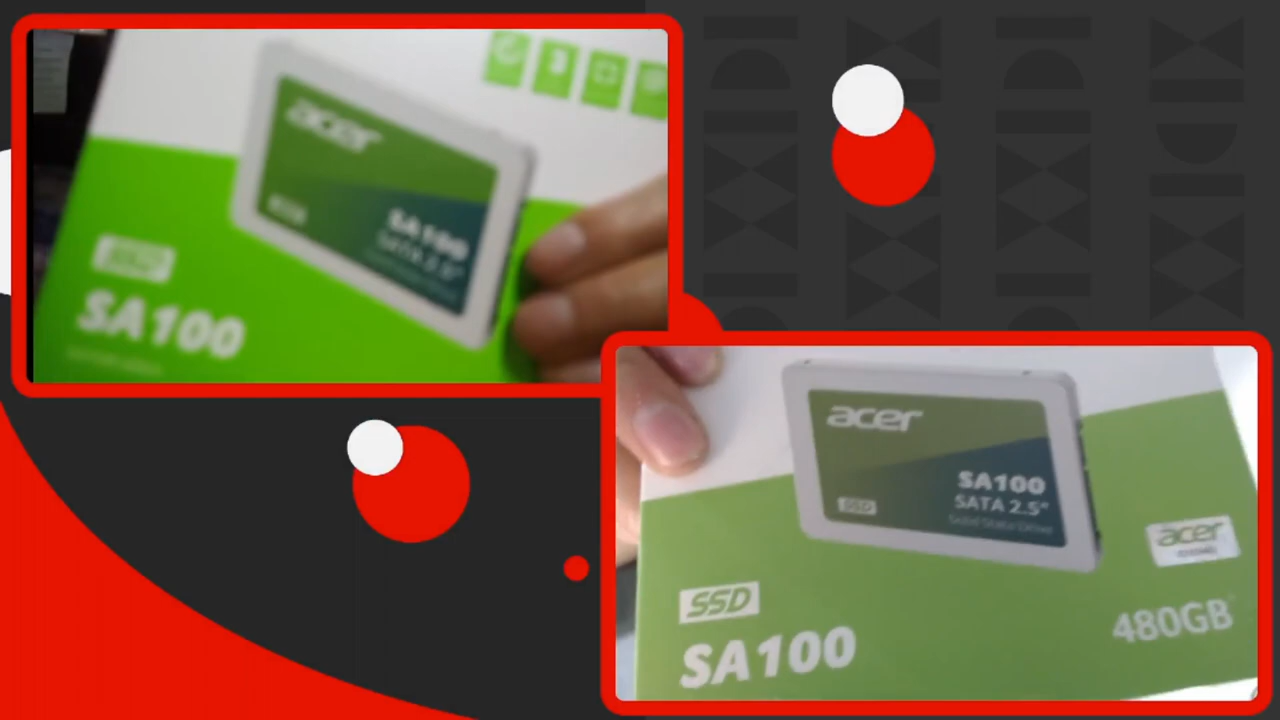 acer
SA100
SATA 2.5"
SSD
SA100
acer
SA100
SATA 2.5"
Solid State Drive
SSD
acer
SSD
SA100
480GB